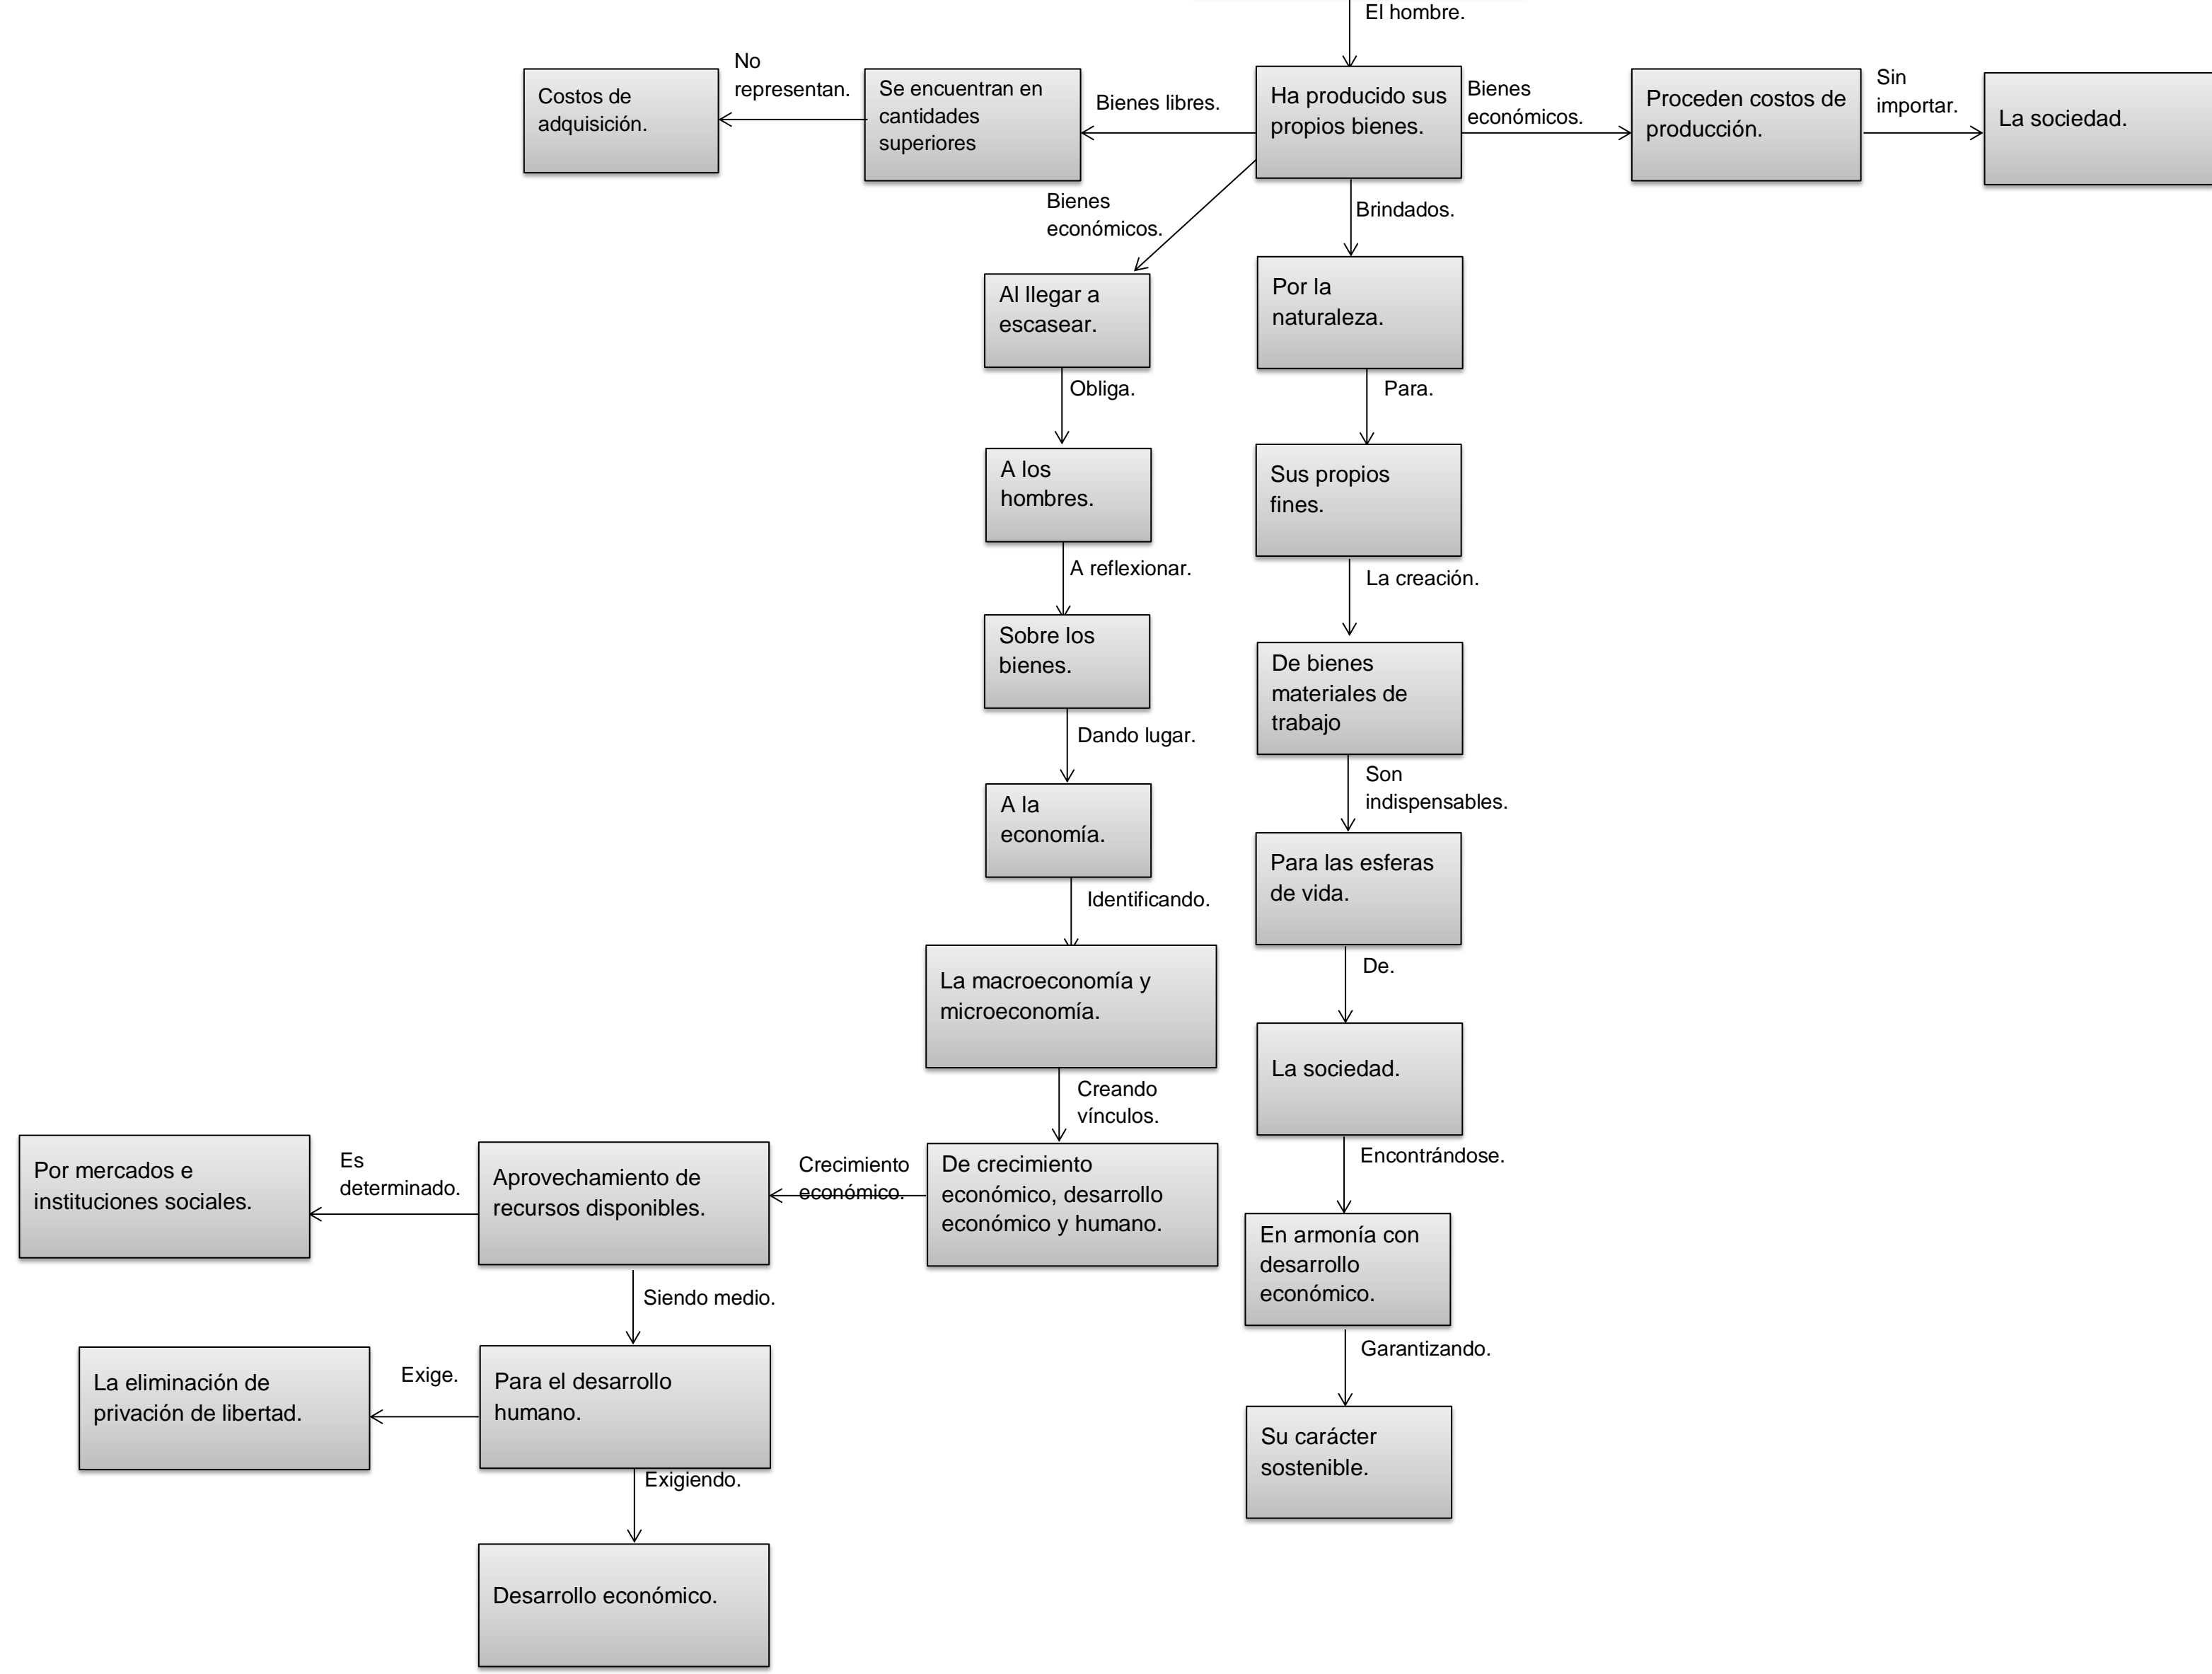 El hombre.
No
representan.
Costos de
adquisición.
Se encuentran en
cantidades
superiores
Bienes libres.
Ha producido sus
propios bienes.
Bienes
económicos.
Proceden costos de
producción.
Sin
importar.
La sociedad.
Bienes
económicos.
Brindados.
Al llegar a
escasear.
Por la
naturaleza.
Obliga.
Para.
A los
hombres.
Sus propios
fines.
A reflexionar.
La creación.
Sobre los
bienes.
De bienes
materiales de
trabajo
Dando lugar.
Son
indispensables.
A la
economía.
Para las esferas
de vida.
Identificando.
De.
La macroeconomía y
microeconomía.
La sociedad.
Creando
vínculos.
Encontrándose.
Por mercados e
instituciones sociales.
Es
determinado.
Aprovechamiento de
recursos disponibles.
Crecimiento
económico.
De crecimiento
económico, desarrollo
económico y humano.
En armonía con
desarrollo
económico.
Siendo medio.
Garantizando.
La eliminación de
privación de libertad.
Exige.
Para el desarrollo
humano.
Su carácter
sostenible.
Exigiendo.
Desarrollo económico.